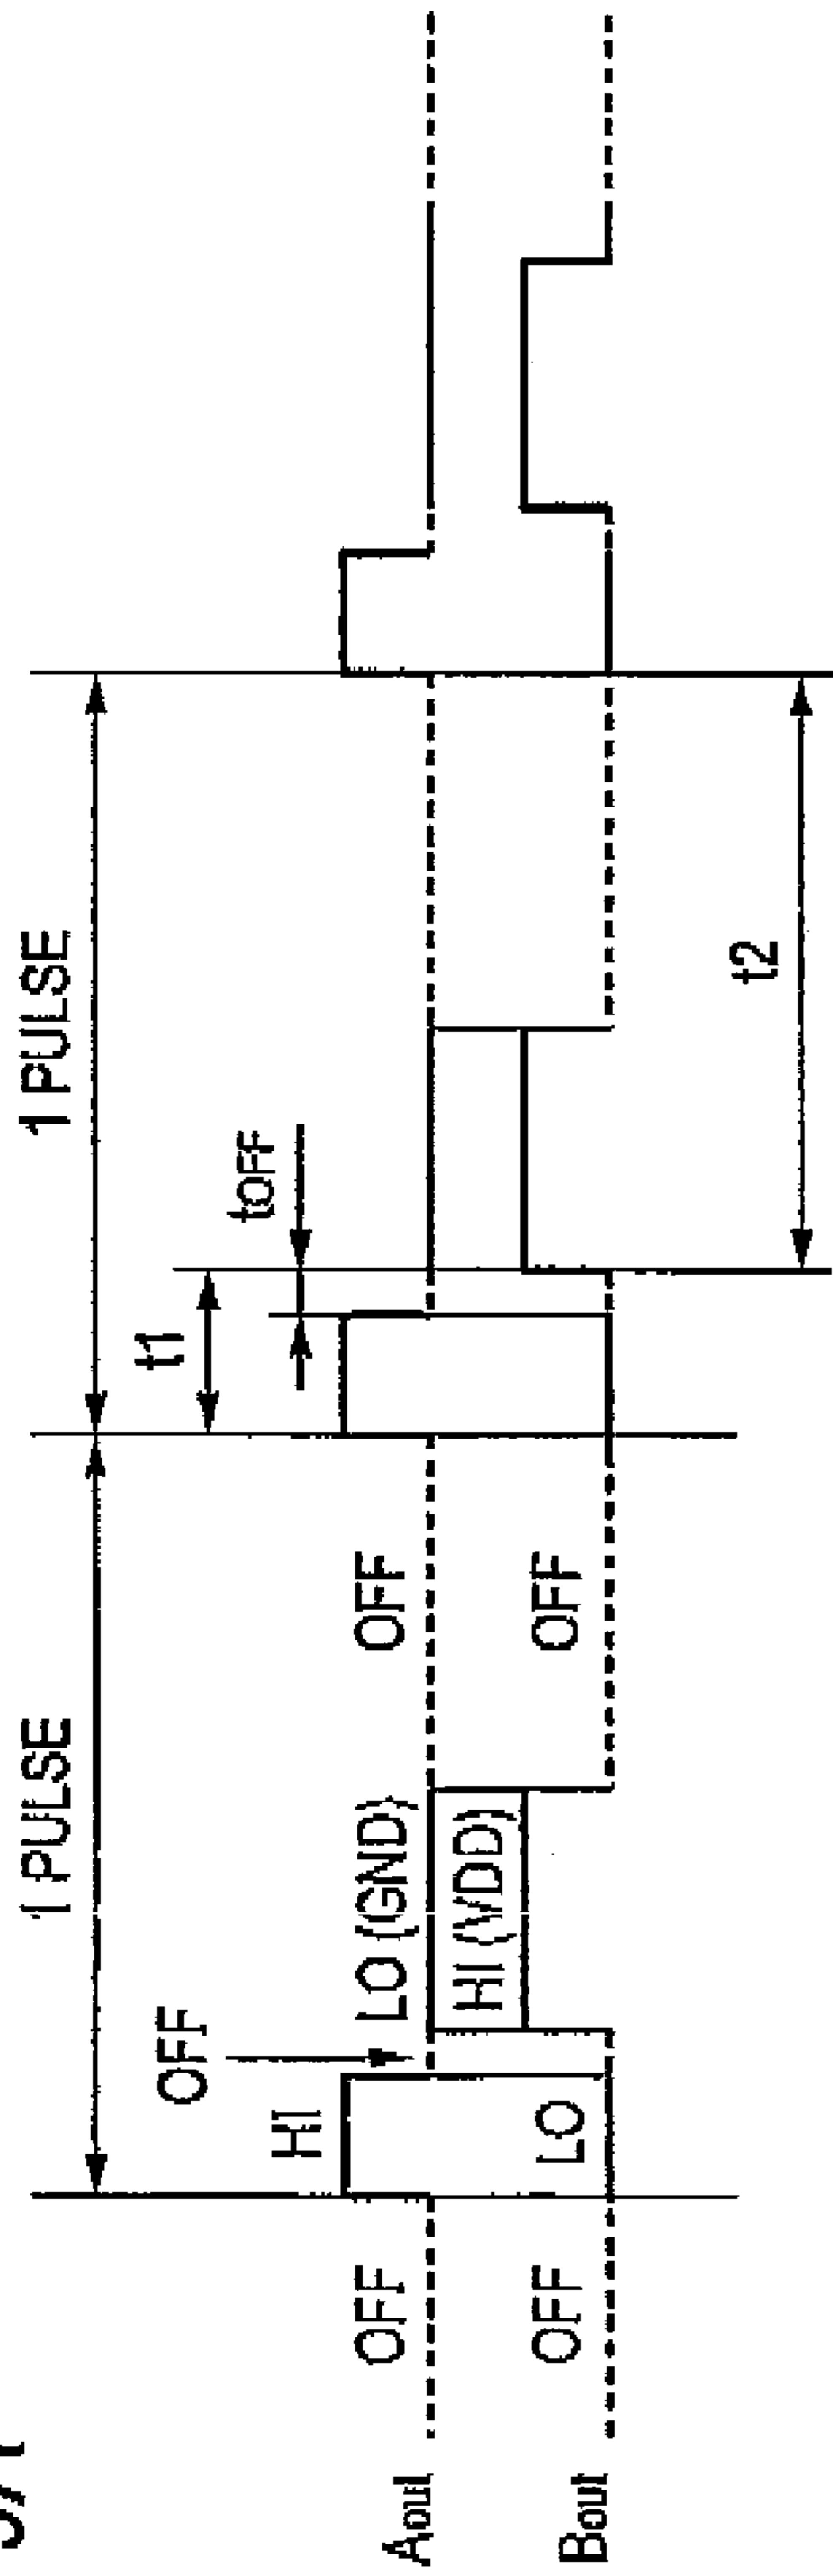 1 PULSE
1 PULSE
OFF
t1
tOFF
HI
OFF
LO (GND)
OFF
Aout
HI (VDD)
OFF
LO
OFF
Bout
t2